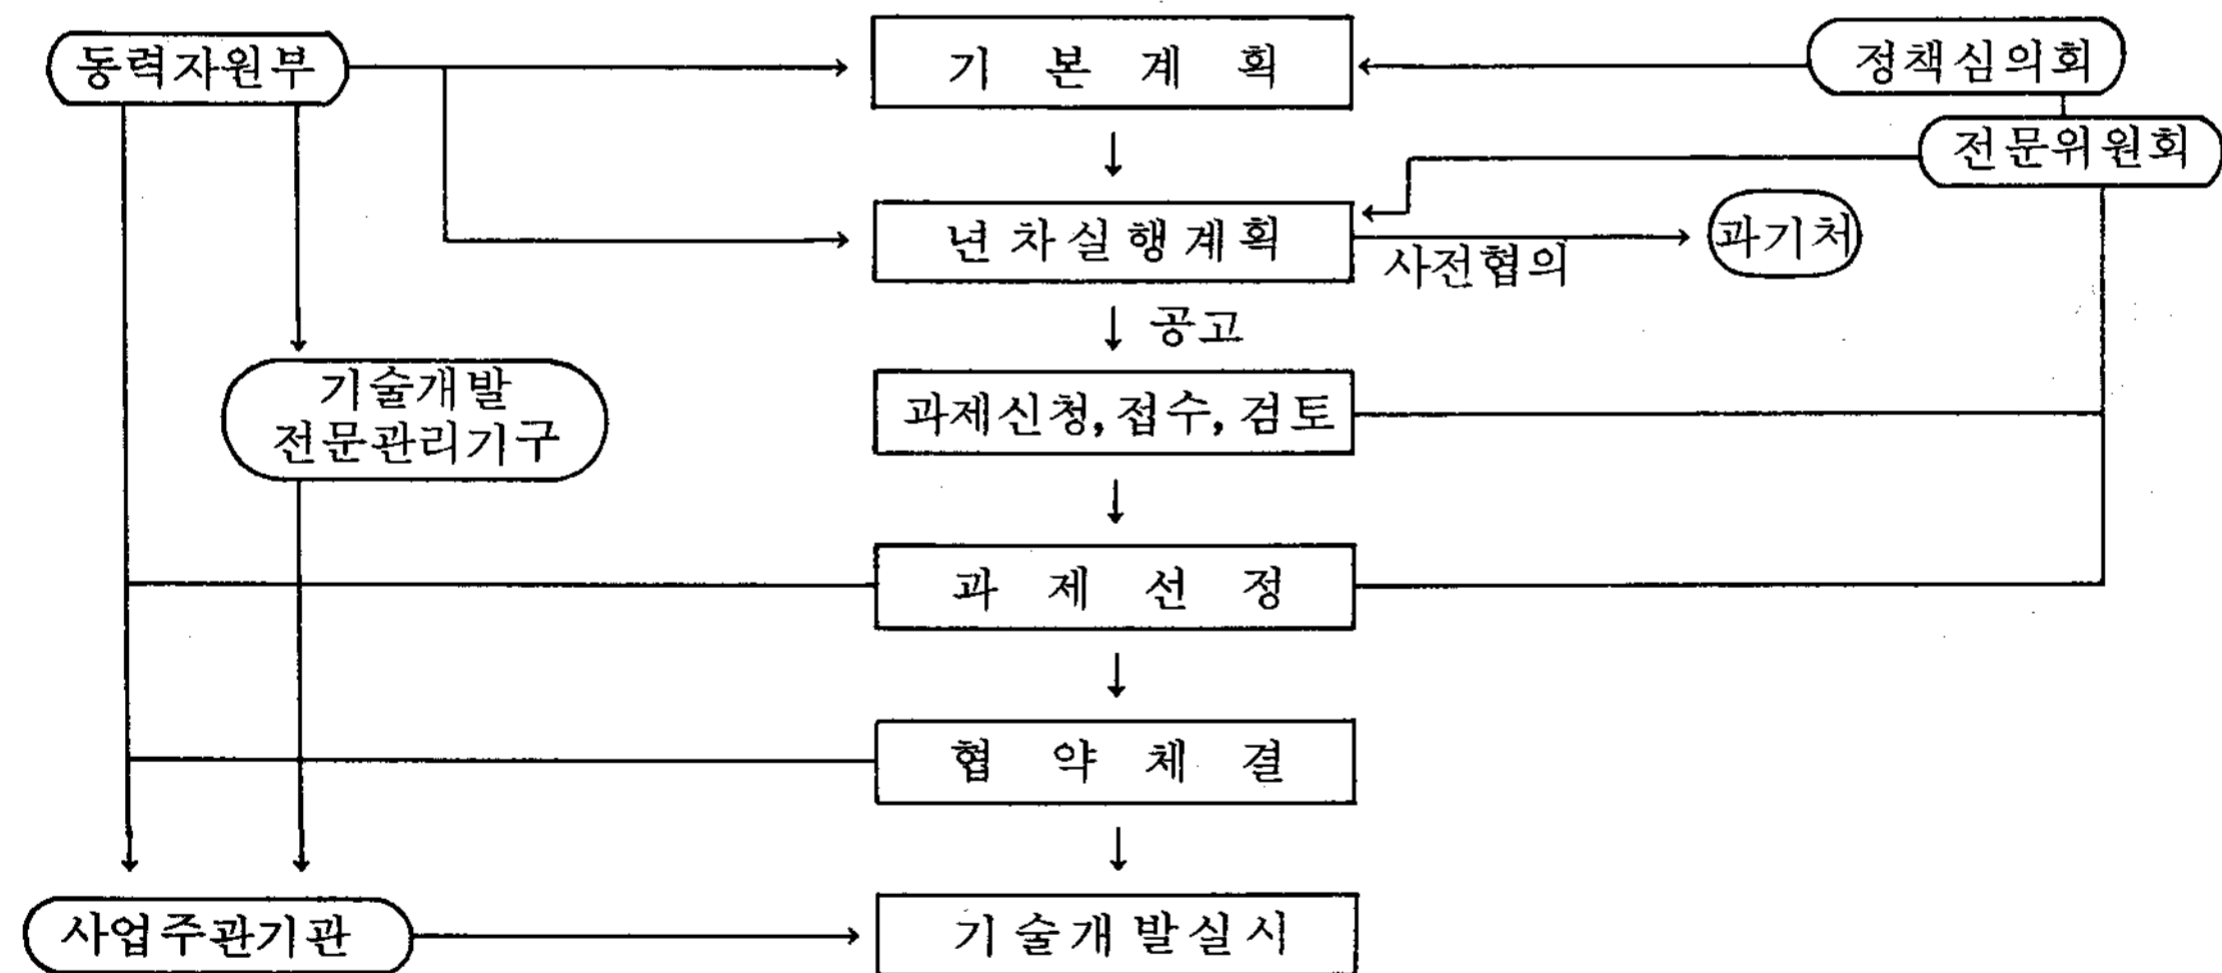 동력자원부
기 본 계 획
정책심의회
전문위원회
년차실행계획
사전협의
과기처
공고
기술개발
전문관리기구
과제신청, 접수, 검토
과 제 선 정
협 약 체 결
사업주관기관
기술개발실시